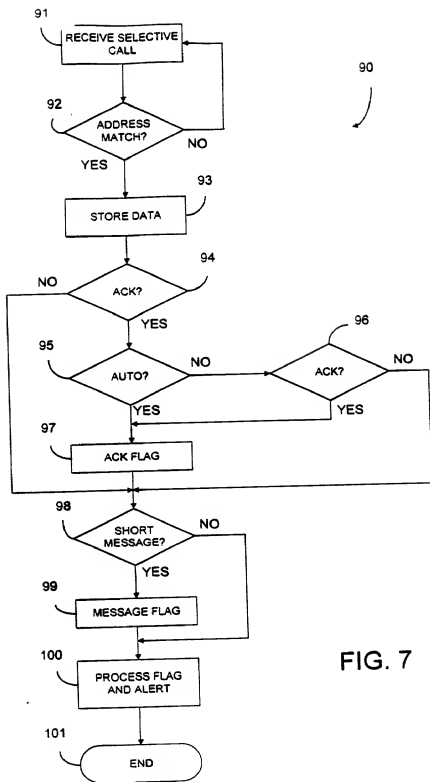 91
RECEIVE SELECTIVE
CALL
90
92
ADDRESS
MATCH?
NO
YES
93
STORE DATA
94
NO
ACK?
YES
96
95
AUTO?
NO
ACK?
NO
YES
YES
97
ACK FLAG
98
SHORT
MESSAGE?
NO
YES
99
MESSAGE FLAG
100
PROCESS FLAG
AND ALERT
FIG. 7
101
END